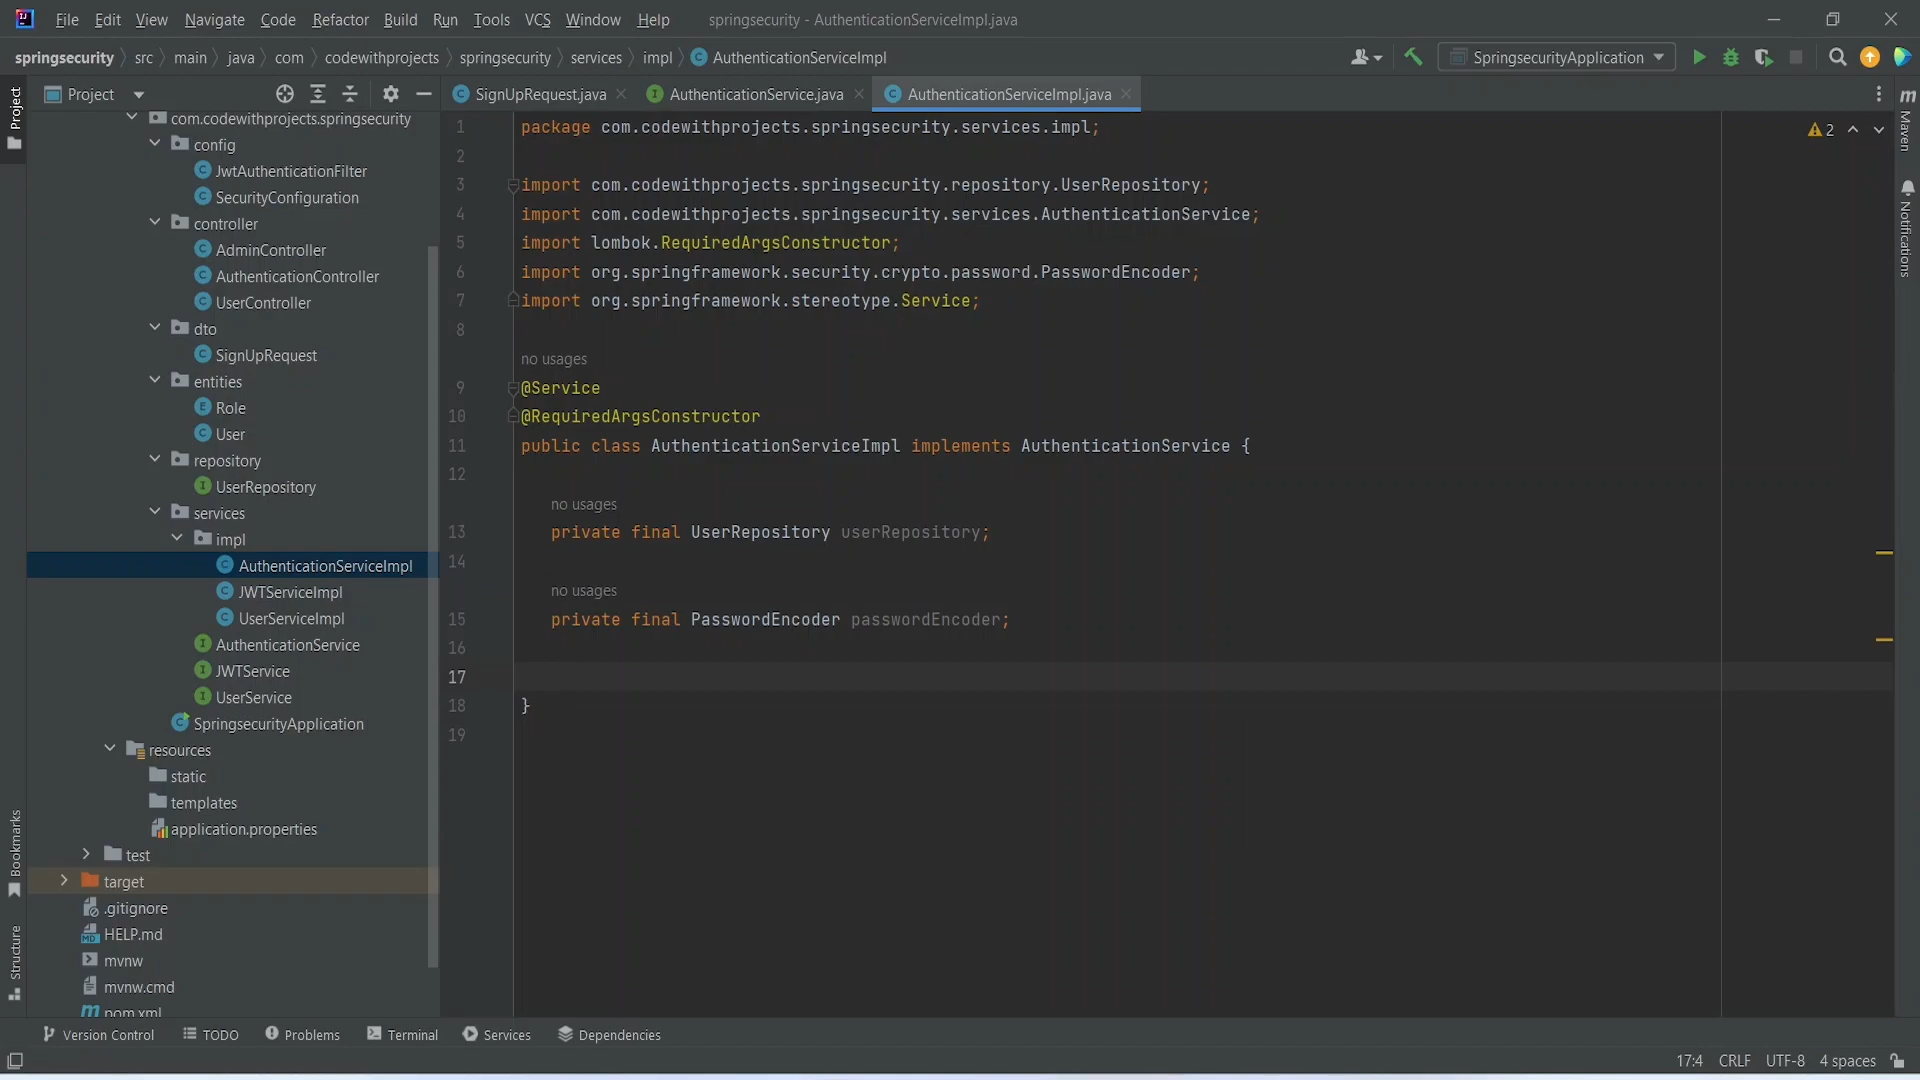 File Edit View Navigate Code Refactor Build Run Tools VCS Window Help springsecurity - AuthenticationServiceImpl.java
springsecurity src main java com codewithprojects springsecurity services impl AuthenticationServiceImpl SpringsecurityApplication
Project
Project
SignUpRequest.java AuthenticationService.java AuthenticationServiceImpl.java
com.codewithprojects.springsecurity
config
JwtAuthenticationFilter
SecurityConfiguration
controller
AdminController
AuthenticationController
UserController
dto
SignUpRequest
entities
Role
User
repository
UserRepository
services
impl
AuthenticationServiceImpl
JWTServiceImpl
UserServiceImpl
AuthenticationService
JWTService
UserService
SpringsecurityApplication
resources
static
templates
application.properties
test
target
.gitignore
HELP.md
mvnw
mvnw.cmd
pom.xml
1 package com.codewithprojects.springsecurity.services.impl;
2
3 import com.codewithprojects.springsecurity.repository.UserRepository;
4 import com.codewithprojects.springsecurity.services.AuthenticationService;
5 import lombok.RequiredArgsConstructor;
6 import org.springframework.security.crypto.password.PasswordEncoder;
7 import org.springframework.stereotype.Service;
8
no usages
9 @Service
10 @RequiredArgsConstructor
11 public class AuthenticationServiceImpl implements AuthenticationService {
12
no usages
13 private final UserRepository userRepository;
14
no usages
15 private final PasswordEncoder passwordEncoder;
16
17
18 }
19
2
Maven
Notifications
Bookmarks
Structure
Version Control TODO Problems Terminal Services Dependencies
17:4 CRLF UTF-8 4 spaces